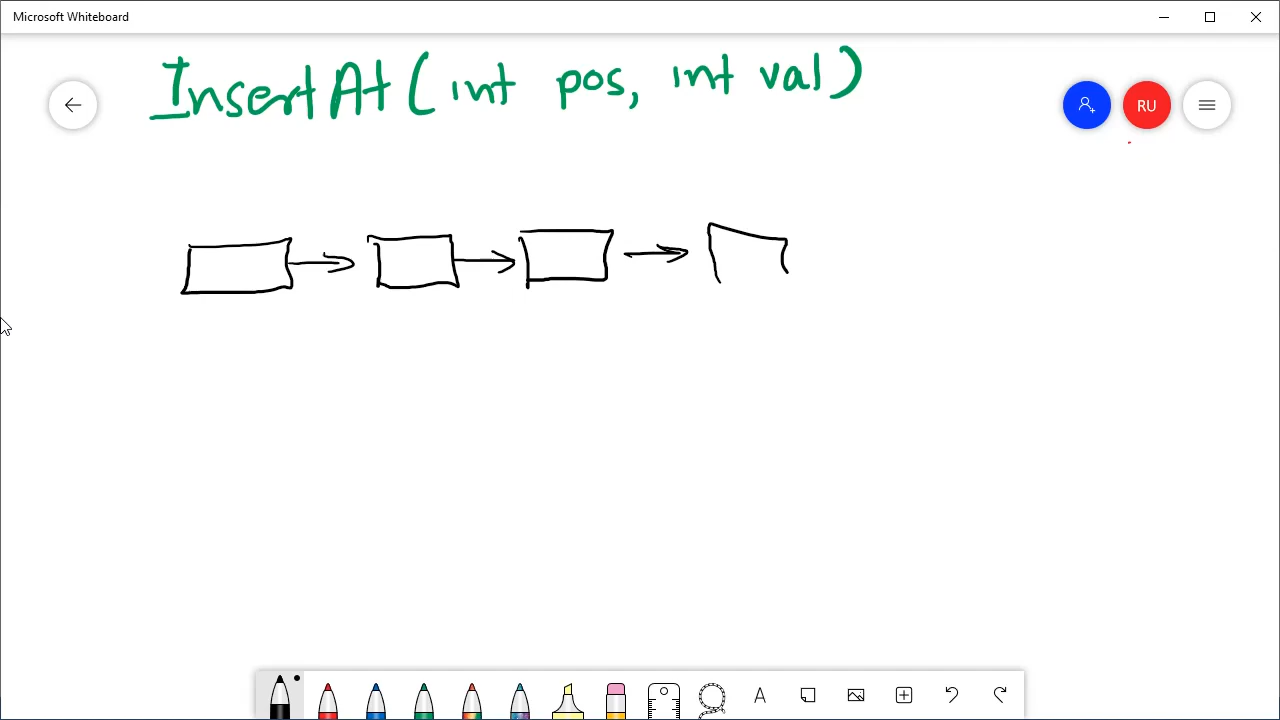 Microsoft Whiteboard
InsertAt(int pos, int val)
RU
A